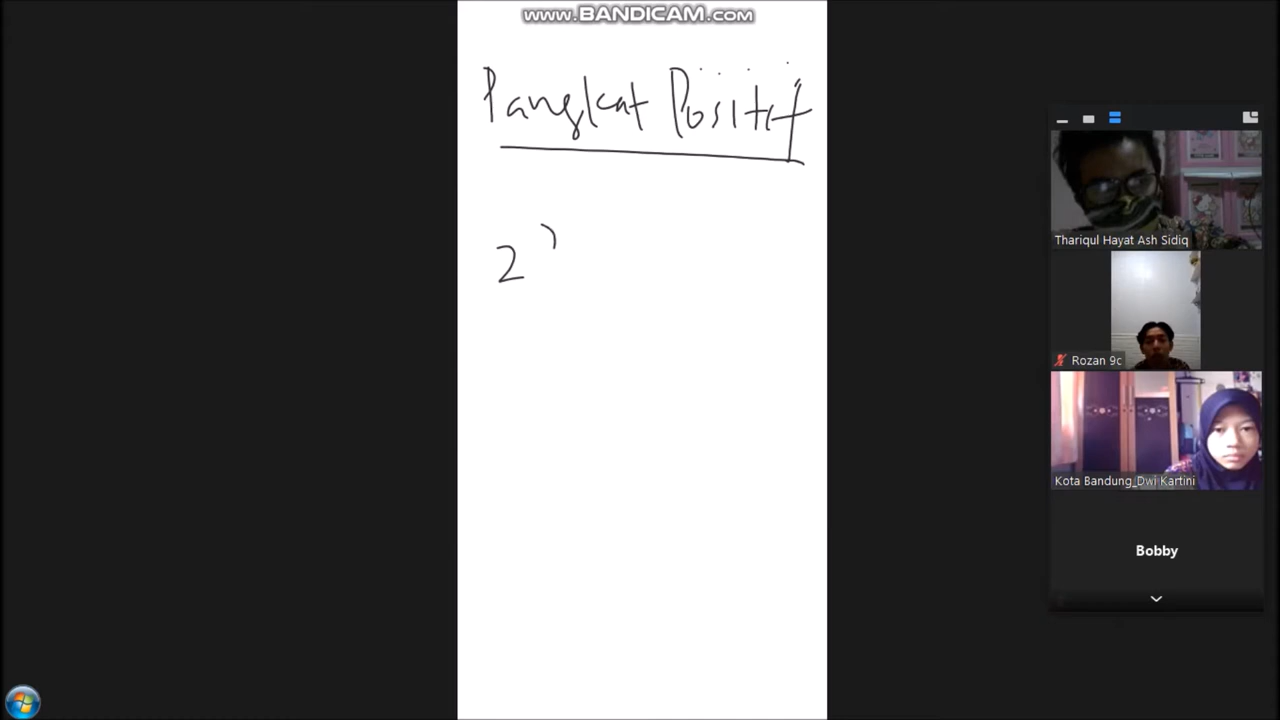 www.BANDICAM.com
Pangkat Positif
2
Thariqul Hayat Ash Sidiq
Rozan 9c
Kota Bandung_Dwi Kartini
Bobby